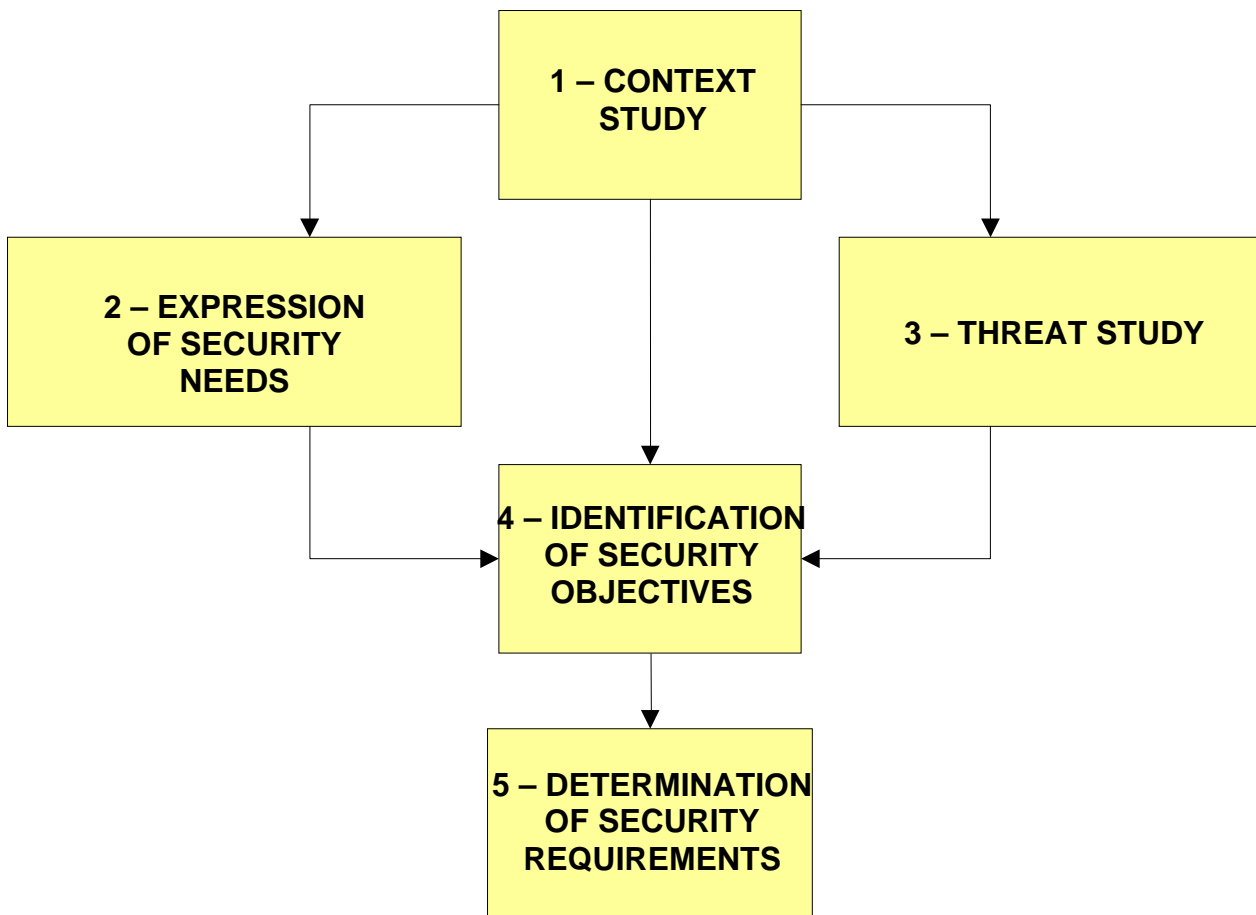 1 – CONTEXT
STUDY
2 – EXPRESSION
OF SECURITY
NEEDS
3 – THREAT STUDY
4 – IDENTIFICATION
OF SECURITY
OBJECTIVES
5 – DETERMINATION
OF SECURITY
REQUIREMENTS